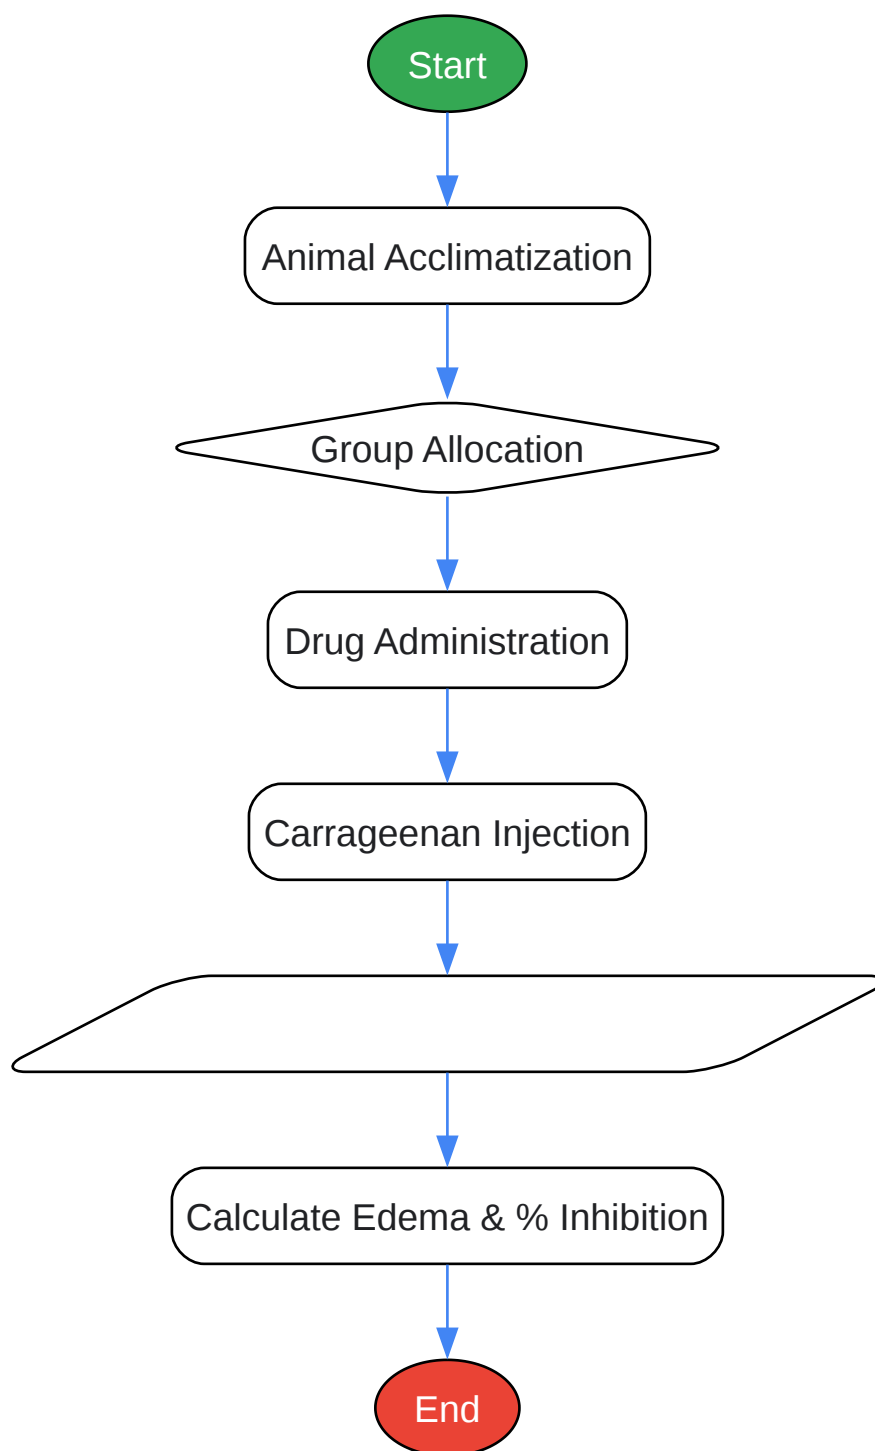 Start
Animal Acclimatization
Group Allocation
Drug Administration
Carrageenan Injection
Calculate Edema & % Inhibition
End